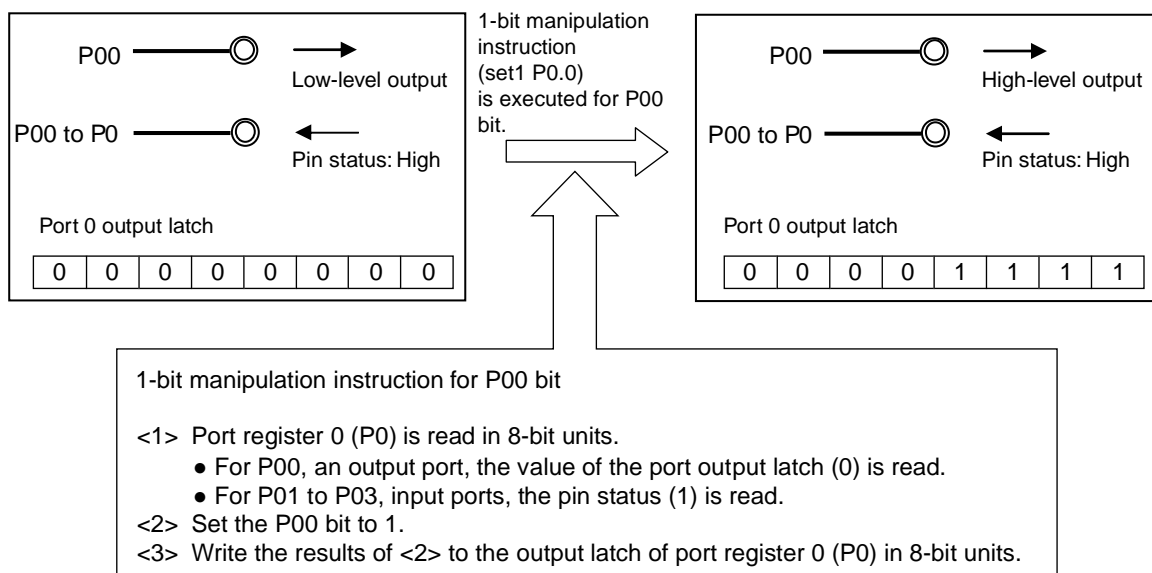 P00
Low-level output
P00 to P0
Pin status: High
Port 0 output latch
0 0 0 0 0 0 0 0
1-bit manipulation
instruction
(set1 P0.0)
is executed for P00
bit.
P00
High-level output
P00 to P0
Pin status: High
Port 0 output latch
0 0 0 0 1 1 1 1
1-bit manipulation instruction for P00 bit
<1> Port register 0 (P0) is read in 8-bit units.
● For P00, an output port, the value of the port output latch (0) is read.
● For P01 to P03, input ports, the pin status (1) is read.
<2> Set the P00 bit to 1.
<3> Write the results of <2> to the output latch of port register 0 (P0) in 8-bit units.